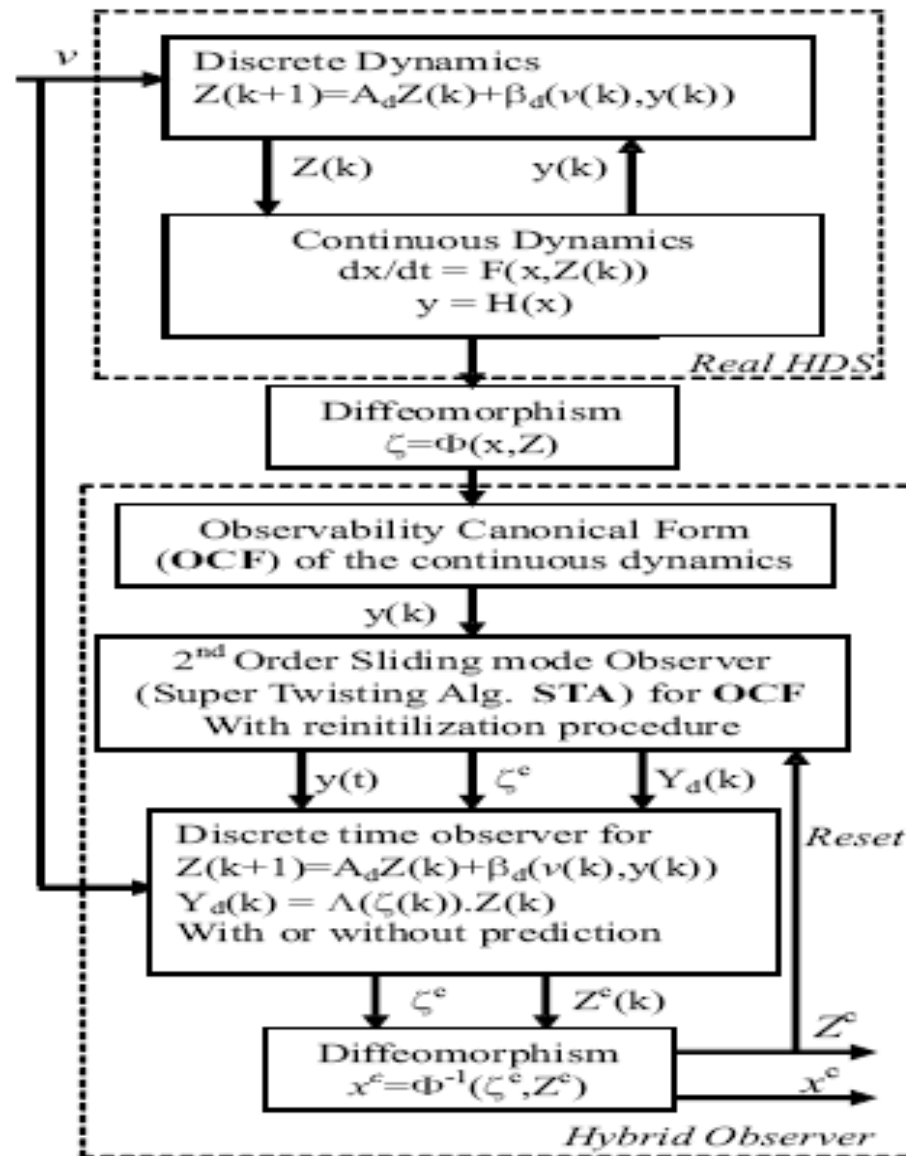 v
Discrete Dynamics
Z(k+1)=A_dZ(k)+β_d(v(k),y(k))
Z(k)
y(k)
Continuous Dynamics
dx/dt = F(x,Z(k))
y = H(x)
Real HDS
Diffeomorphism
ζ=Φ(x,Z)
Observability Canonical Form
(OCF) of the continuous dynamics
y(k)
2nd Order Sliding mode Observer
(Super Twisting Alg. STA) for OCF
With reinitilization procedure
y(t)
ζ^e
Y_d(k)
Reset
Discrete time observer for
Z(k+1)=A_dZ(k)+β_d(v(k),y(k))
Y_d(k) = Λ(ζ(k)).Z(k)
With or without prediction
ζ^e
Z^e(k)
Z^e
Diffeomorphism
x^e=Φ^-1(ζ^e,Z^e)
x^e
Hybrid Observer